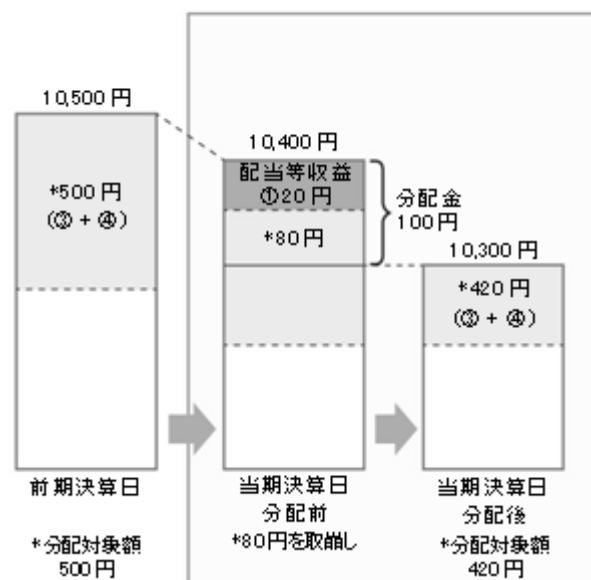 10,500円
*500円
(③+④)
前期決算日
*分配対象額
500円
10,400円
配当等収益
①20円
*80円
分配金
100円
当期決算日
分配前
*80円を取崩し
10,300円
*420円
(③+④)
当期決算日
分配後
*分配対象額
420円